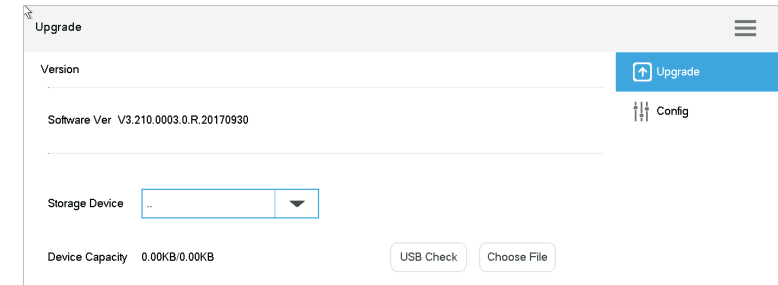 Upgrade
Version
Upgrade
Software Ver V3.210.0003.0.R.20170930
Config
Storage Device ..
Device Capacity 0.00KB/0.00KB USB Check Choose File